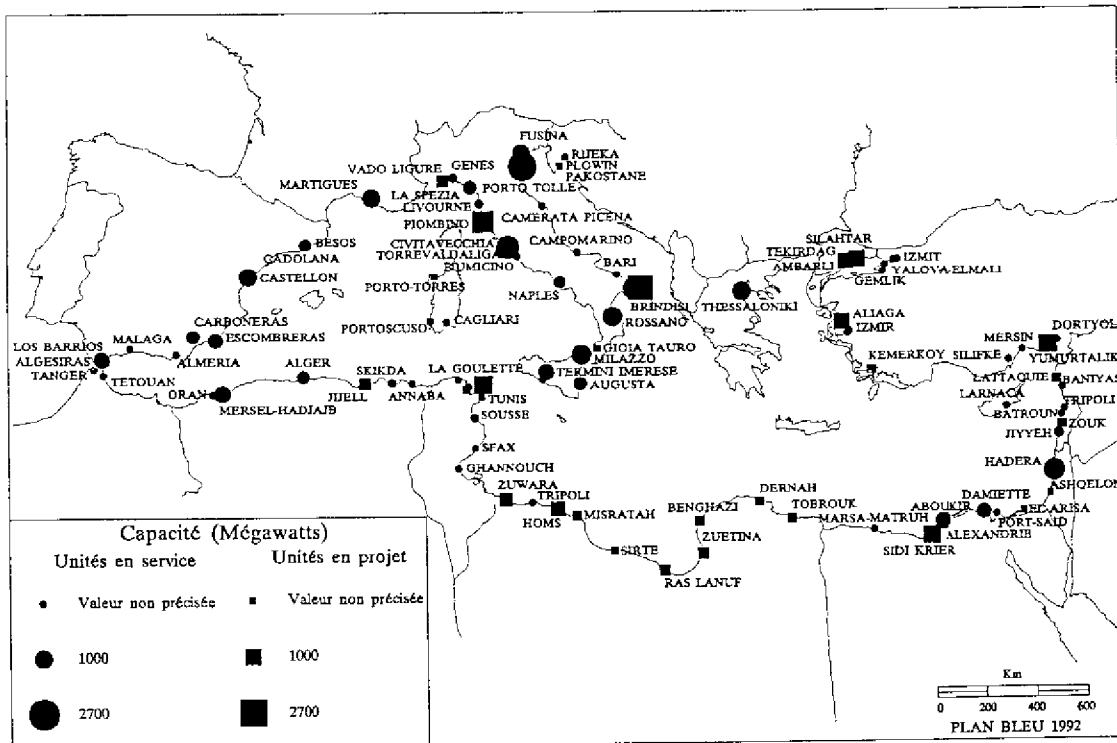 FUSINA
RIJEKA
PLOWIN
PAKOSTANE
VADO LIGURE
GENES
MARTIGUES
LA SPEZIA
PORTO TOLLE
LIVOURNE
PIOMBINO
CAMERATA PICENA
CIVITAVECCHIA
TORREVALDALIGA
CAMPOMARINO
FIUMICINO
BARI
BESOS
CADOLANA
CASTELLON
PORTO-TORRES
NAPLES
BRINDISI
ROSSANO
THESSALONIKI
SILAHTAR
TEKIRDAG
AMBARLI
IZMIT
YALOVA-ELMALI
GEMLIK
CARBONERAS
ESCOMBRERAS
PORTOSCUSO
CAGLIARI
GIOIA TAURO
MILAZZO
ALIAGA
IZMIR
MERSIN
DORTYOL
LOS BARRIOS
MALAGA
ALGESIRAS
ALMERIA
TANGER
TETOUAN
ALGER
SKIKDA
LA GOULETTE
TERMINI IMERESE
AUGUSTA
KEMERKOY
SILIFKE
YUMURTALIK
LATTAQUIE
BANIYAS
LARNACA
TRIPOLI
BATROUN
ZOUK
JIYYEH
ORAN
MERSEL-HADJAJB
JIJELL
ANNABA
TUNIS
SOUSSE
SFAX
GHANNOUCH
ZUWARA
TRIPOLI
HOMS
MISRATAH
SIRTE
RAS LANUF
BENGHAZI
ZUETINA
DERNAH
TOBROUK
MARSA-MATRUH
ABOUKIR
DAMIETTE
HADERA
ASHQELON
EL ARISA
PORT-SAID
ALEXANDRIE
SIDI KRIER
Capacité (Mégawatts)
Unités en service
Unités en projet
Valeur non précisée
Valeur non précisée
1000
1000
2700
2700
Km
0 200 400 600
PLAN BLEU 1992